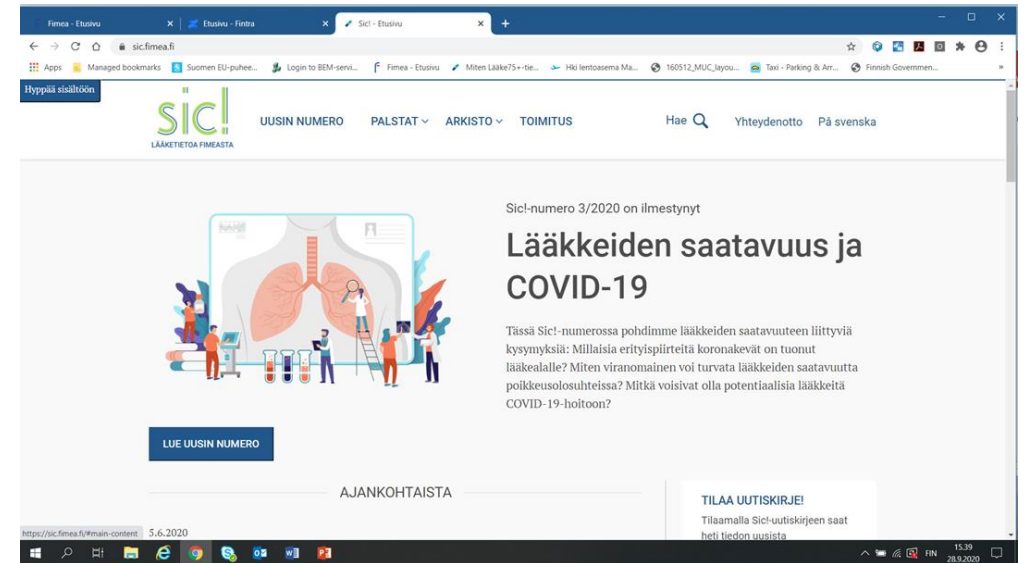 Fimea - Etusivu
Etusivu - Fintra
Sic! - Etusivu
sic.fimea.fi
Apps
Managed bookmarks
Suomen EU-puhee...
Login to BEM-servi...
Fimea - Etusivu
Miten Lääke75+-tie...
Hki lentoasema Ma...
160512_MUC_layou...
Taxi - Parking & Arr...
Finnish Governmen...
Hyppää sisältöön
sic!
LÄÄKETIETOA FIMEASTA
UUSIN NUMERO
PALSTAT
ARKISTO
TOIMITUS
Hae
Yhteydenotto
På svenska
Sic!-numero 3/2020 on ilmestynyt
Lääkkeiden saatavuus ja
COVID-19
Tässä Sic!-numerossa pohdimme lääkkeiden saatavuuteen liittyviä
kysymyksiä: Millaisia erityispiirteitä koronakevät on tuonut
lääkealalle? Miten viranomainen voi turvata lääkkeiden saatavuutta
poikkeusolosuhteissa? Mitkä voisivat olla potentiaalisia lääkkeitä
COVID-19-hoitoon?
LUE UUSIN NUMERO
AJANKOHTAISTA
5.6.2020
TILAA UUTISKIRJE!
Tilaamalla Sic!-uutiskirjeen saat
heti tiedon uusista
https://sic.fimea.fi/#main-content
FIN
15.39
28.9.2020